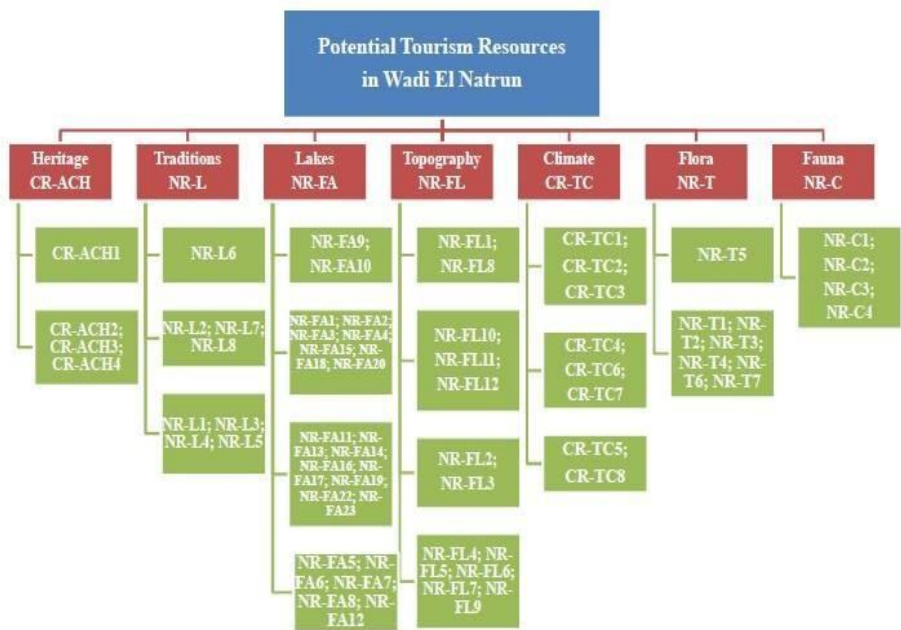 Potential Tourism Resources
in Wadi El Natrun
Heritage
CR-ACH
Traditions
NR-L
Lakes
NR-FA
Topography
NR-FL
Climate
CR-TC
Flora
NR-T
Fauna
NR-C
CR-ACH1
CR-ACH2;
CR-ACH3;
CR-ACH4
NR-L6
NR-L2; NR-L7;
NR-L8
NR-L1; NR-L3;
NR-L4; NR-L5
NR-FA9;
NR-FA10
NR-FA1; NR-FA2;
NR-FA3; NR-FA4;
NR-FA15; NR-
FA18; NR-FA20
NR-FA11; NR-
FA13; NR-FA14;
NR-FA16; NR-
FA17; NR-FA19;
NR-FA22; NR-
FA23
NR-FA5; NR-
FA6; NR-FA7;
NR-FA8; NR-
FA12
NR-FL1;
NR-FL8
NR-FL10;
NR-FL11;
NR-FL12
NR-FL2;
NR-FL3
NR-FL4; NR-
FL5; NR-FL6;
NR-FL7; NR-
FL9
CR-TC1;
CR-TC2;
CR-TC3
CR-TC4;
CR-TC6;
CR-TC7
CR-TC5;
CR-TC8
NR-T5
NR-T1; NR-
T2; NR-T3;
NR-T4; NR-
T6; NR-T7
NR-C1;
NR-C2;
NR-C3;
NR-C4